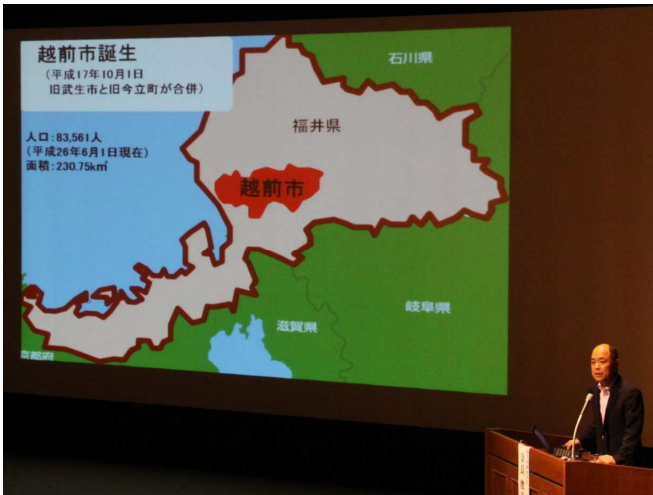 越前市誕生
(平成17年10月1日
旧武生市と旧今立町が合併)
人口:83,561人
(平成26年6月1日現在)
面積:230.75k㎡
石川県
福井県
越前市
岐阜県
滋賀県
京都府